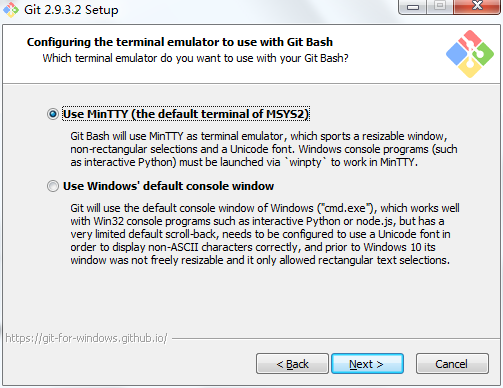 Git 2.9.3.2 Setup
Configuring the terminal emulator to use with Git Bash
Which terminal emulator do you want to use with your Git Bash?
Use MinTTY (the default terminal of MSYS2)
Git Bash will use MinTTY as terminal emulator, which sports a resizable window,
non-rectangular selections and a Unicode font. Windows console programs (such
as interactive Python) must be launched via `winpty` to work in MinTTY.
Use Windows' default console window
Git will use the default console window of Windows ("cmd.exe"), which works well
with Win32 console programs such as interactive Python or node.js, but has a
very limited default scroll-back, needs to be configured to use a Unicode font in
order to display non-ASCII characters correctly, and prior to Windows 10 its
window was not freely resizable and it only allowed rectangular text selections.
https://git-for-windows.github.io/
< Back
Next >
Cancel